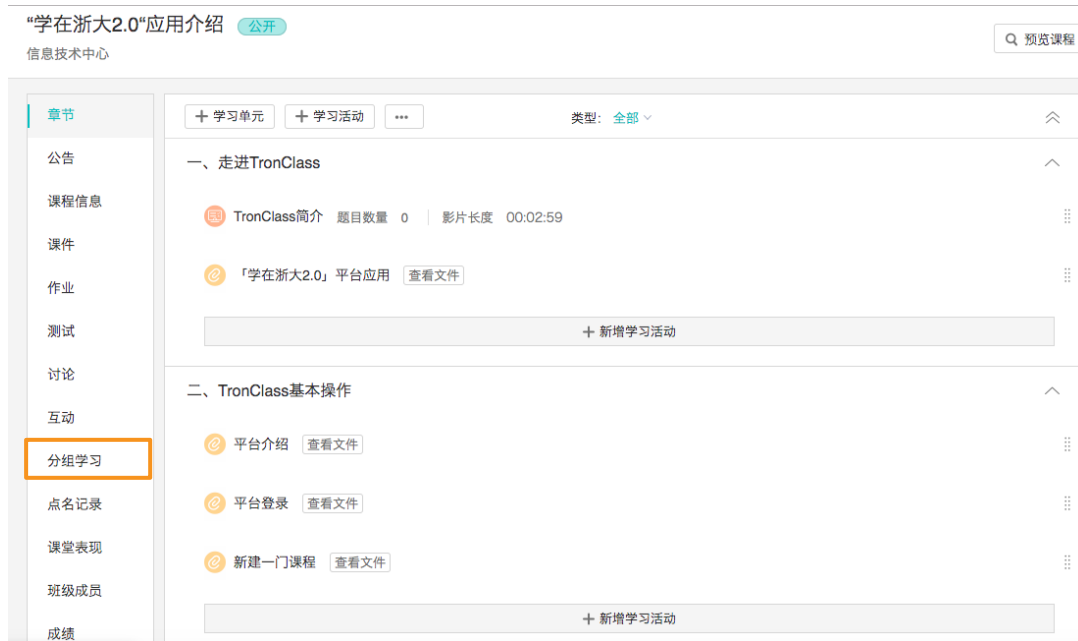 “学在浙大2.0“应用介绍 公开
信息技术中心
预览课程
章节
公告
课程信息
课件
作业
测试
讨论
互动
分组学习
点名记录
课堂表现
班级成员
成绩
+ 学习单元 + 学习活动 ... 类型: 全部
一、走进TronClass
TronClass简介 题目数量 0 影片长度 00:02:59
「学在浙大2.0」平台应用 查看文件
+ 新增学习活动
二、TronClass基本操作
平台介绍 查看文件
平台登录 查看文件
新建一门课程 查看文件
+ 新增学习活动